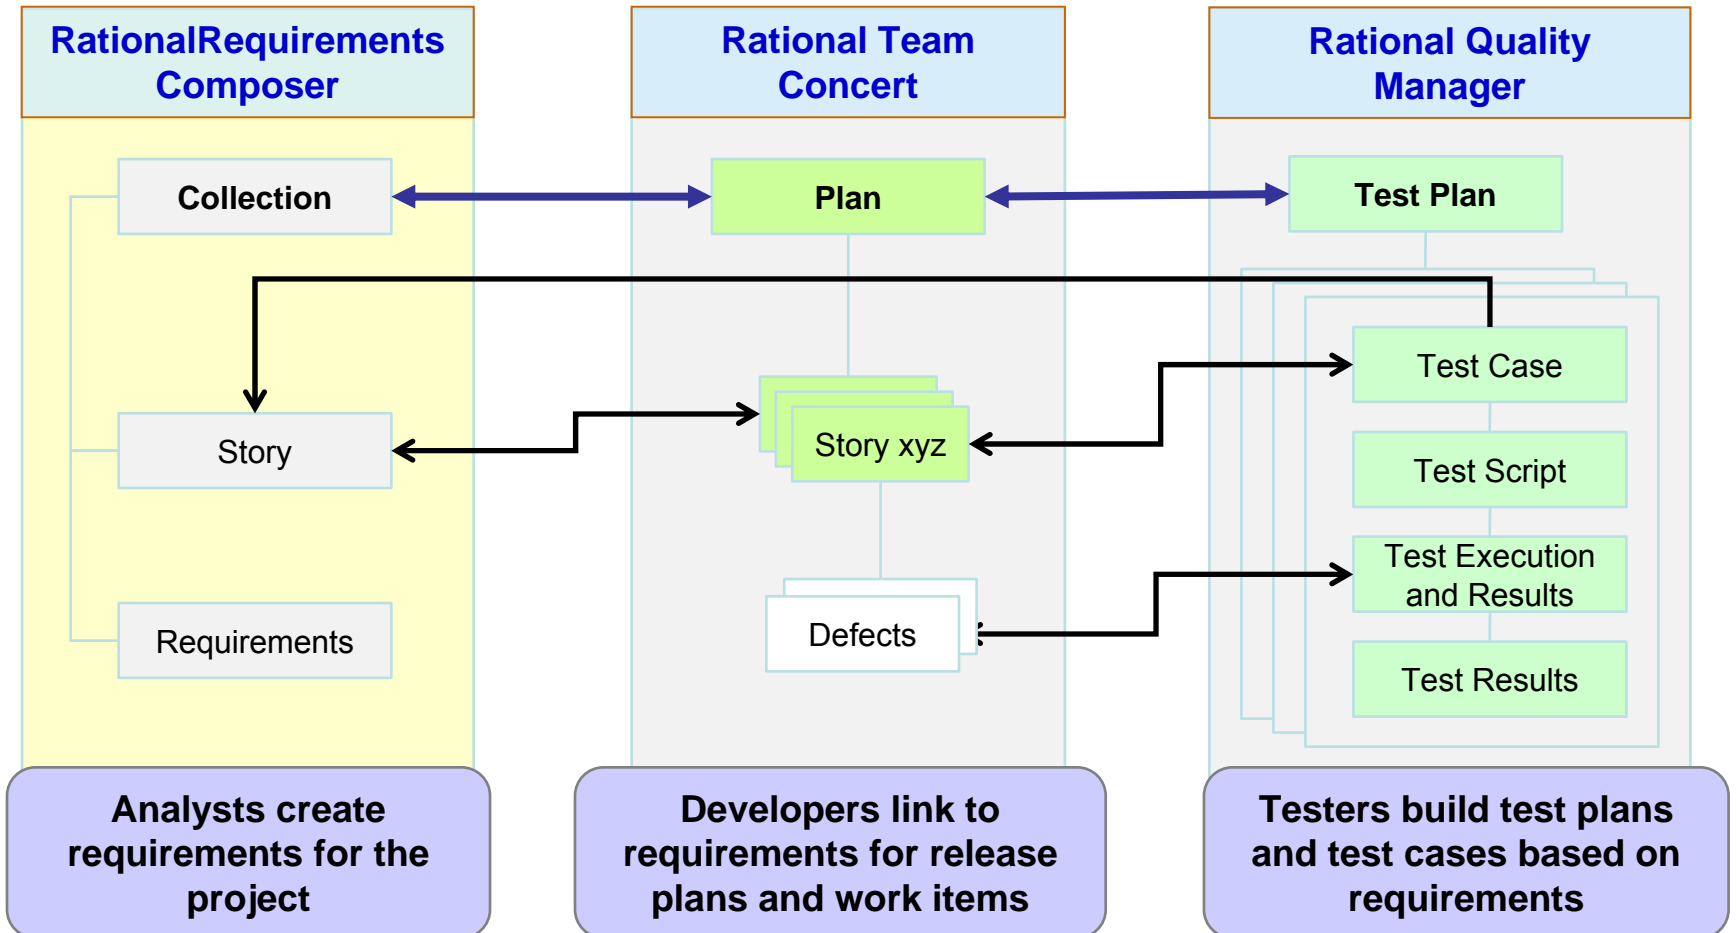 RationalRequirements
Composer
Rational Team
Concert
Rational Quality
Manager
Collection
Plan
Test Plan
Test Case
Story
Story xyz
Test Script
Test Execution
and Results
Requirements
Defects
Test Results
Analysts create
requirements for the
project
Developers link to
requirements for release
plans and work items
Testers build test plans
and test cases based on
requirements